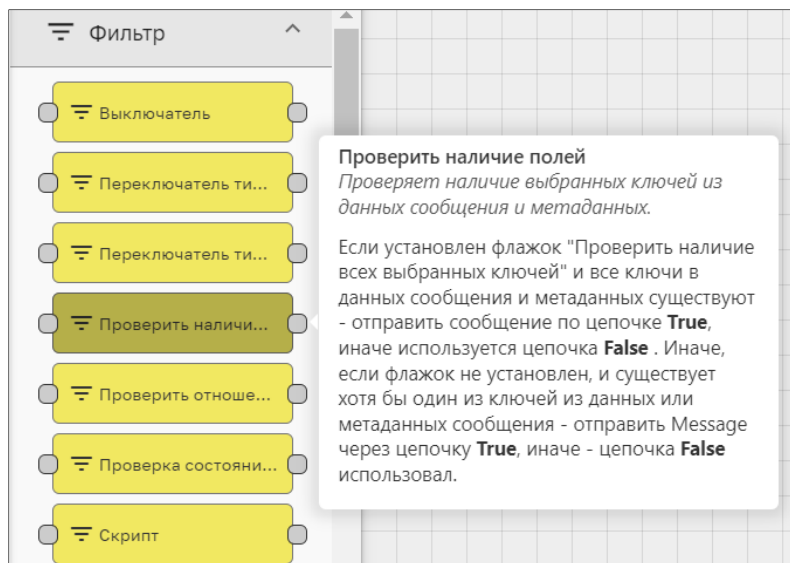 Фильтр
Выключатель
Переключатель ти...
Переключатель ти...
Проверить наличи...
Проверить отноше...
Проверка состояни...
Скрипт
Проверить наличие полей
Проверяет наличие выбранных ключей из
данных сообщения и метаданных.
Если установлен флажок "Проверить наличие
всех выбранных ключей" и все ключи в
данных сообщения и метаданных существуют
- отправить сообщение по цепочке True,
иначе используется цепочка False . Иначе,
если флажок не установлен, и существует
хотя бы один из ключей из данных или
метаданных сообщения - отправить Message
через цепочку True, иначе - цепочка False
использовал.